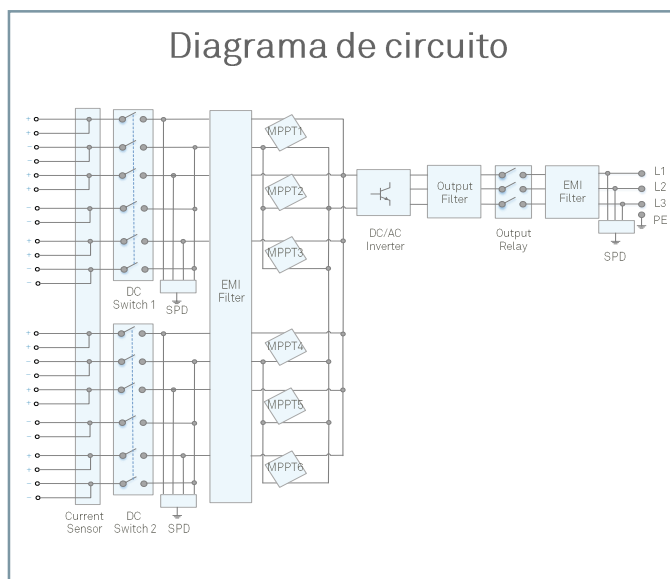 Diagrama de circuito
+
+
-
-
+
+
-
-
+
+
-
-
MPPT1
MPPT2
MPPT3
EMI
Filter
DC
Switch 1
SPD
DC/AC
Inverter
Output
Filter
Output
Relay
EMI
Filter
L1
L2
L3
PE
SPD
+
+
-
-
+
+
-
-
+
+
-
-
MPPT4
MPPT5
MPPT6
Current
Sensor
DC
Switch 2
SPD